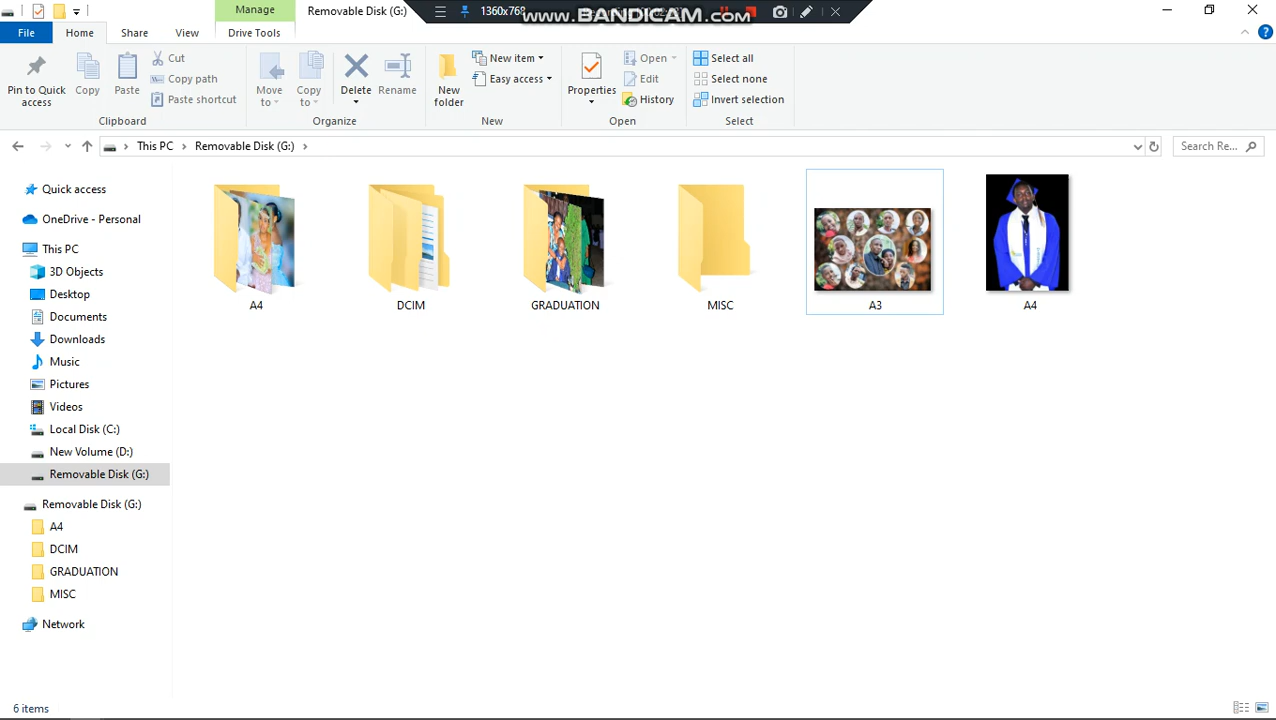 Manage
Removable Disk (G:)
1360x768
www.BANDICAM.com
File
Home
Share
View
Drive Tools
Pin to Quick access
Copy
Paste
Cut
Copy path
Paste shortcut
Clipboard
Move to
Copy to
Delete
Rename
Organize
New folder
New item
Easy access
New
Properties
Open
Edit
History
Open
Select all
Select none
Invert selection
Select
This PC
Removable Disk (G:)
Search Re...
Quick access
OneDrive - Personal
This PC
3D Objects
Desktop
Documents
Downloads
Music
Pictures
Videos
Local Disk (C:)
New Volume (D:)
Removable Disk (G:)
Removable Disk (G:)
A4
DCIM
GRADUATION
MISC
Network
A4
DCIM
GRADUATION
MISC
A3
A4
6 items